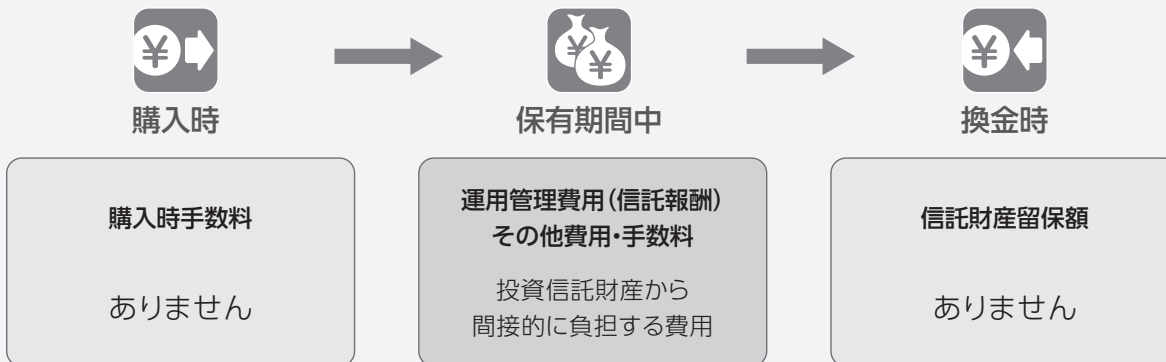 ¥
購入時
購入時手数料
ありません
¥
¥
保有期間中
運用管理費用(信託報酬)
その他費用・手数料
投資信託財産から
間接的に負担する費用
¥
換金時
信託財産留保額
ありません